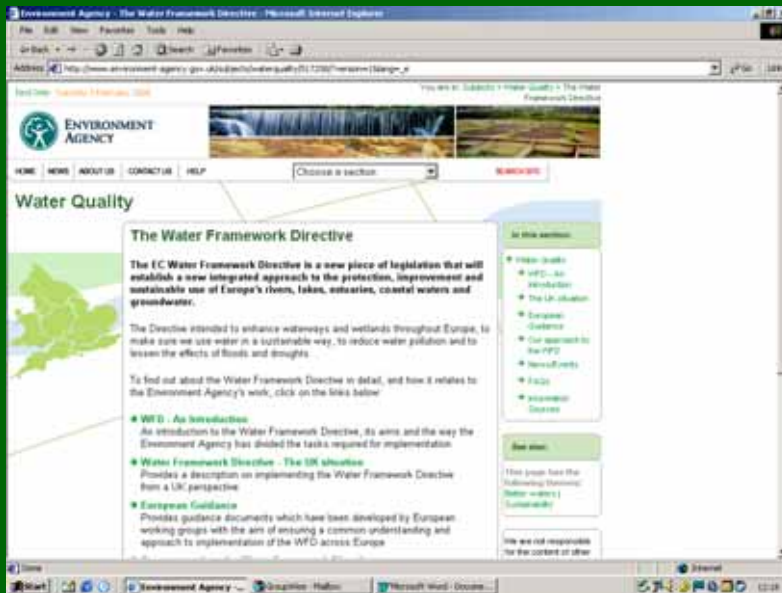 Environment Agency - The Water Framework Directive - Microsoft Internet Explorer
File Edit View Favorites Tools Help
Back Search Favorites
Address
Go
You are in: Subjects > Water Quality > The Water
Framework Directive
ENVIRONMENT
AGENCY
HOME NEWS ABOUT US CONTACT US HELP
Choose a section
SEARCH SITE
Water Quality
The Water Framework Directive
The EC Water Framework Directive is a new piece of legislation that will
establish a new integrated approach to the protection, improvement and
sustainable use of Europe's rivers, lakes, estuaries, coastal waters and
groundwater.
The Directive intended to enhance waterways and wetlands throughout Europe, to
make sure we use water in a sustainable way, to reduce water pollution and to
lessen the effects of floods and droughts
To find out about the Water Framework Directive in detail, and how it relates to
the Environment Agency's work, click on the links below
WFD - An Introduction
An introduction to the Water Framework Directive, its aims and the way the
Environment Agency has divided the tasks required for implementation
Water Framework Directive - The UK situation
Provides a description on implementing the Water Framework Directive
from a UK perspective
European Guidance
Provides guidance documents which have been developed by European
working groups with the aim of ensuring a common understanding and
approach to implementation of the WFD across Europe
In this section:
Water Quality
WFD - An
Introduction
The UK situation
European
Guidance
Our approach to
the WFD
News/Events
FAQs
Information
Sources
See also:
This page has the
following themes:
Better waters |
Sustainability
We are not responsible
for the content of other
Done
Internet
Start
Environment Agency -...
GroupWise - Mailbox
Microsoft Word - Docume...